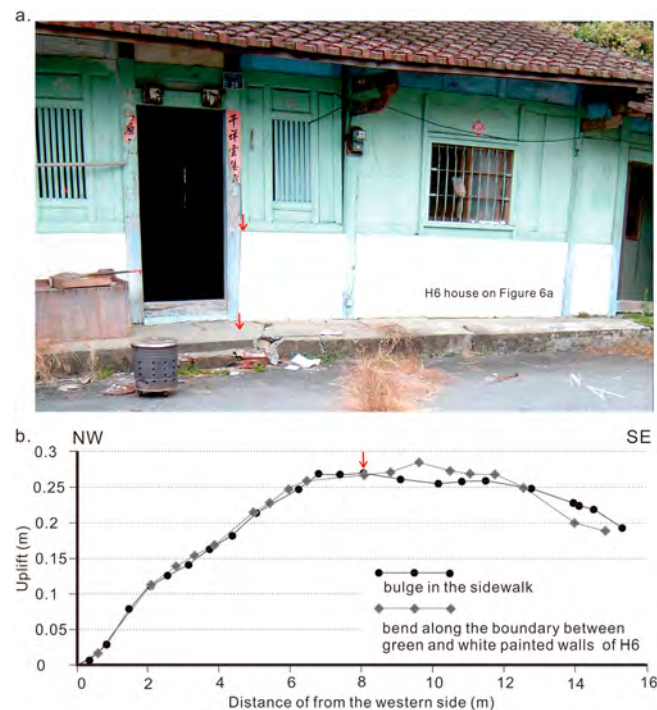 a.
H6 house on Figure 6a
N
b.
NW
SE
0.3
0.25
0.2
0.15
0.1
0.05
0
Uplift (m)
bulge in the sidewalk
bend along the boundary between
green and white painted walls of H6
0 2 4 6 8 10 12 14 16
Distance of from the western side (m)